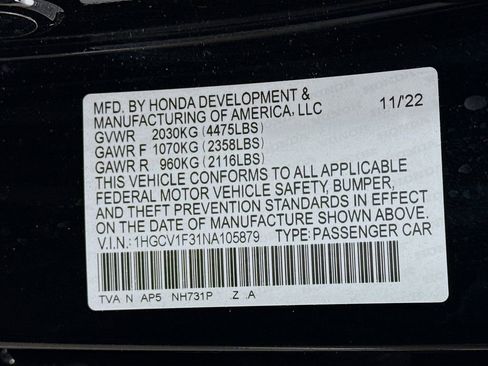 MFD. BY HONDA DEVELOPMENT & 
MANUFACTURING OF AMERICA, LLC 11/22
GVWR 2030KG (4475LBS)
GAWR F 1070KG (2358LBS)
GAWR R 960KG (2116LBS)
THIS VEHICLE CONFORMS TO ALL APPLICABLE
FEDERAL MOTOR VEHICLE SAFETY, BUMPER,
AND THEFT PREVENTION STANDARDS IN EFFECT
ON THE DATE OF MANUFACTURE SHOWN ABOVE.
V.I.N.: 1HGCV1F31NA105879 TYPE: PASSENGER CAR
TVA N AP5 NH731P .Z .A